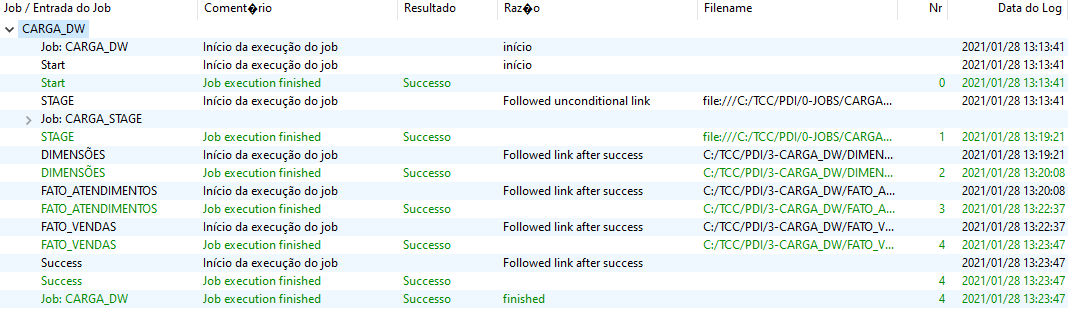 Job / Entrada do Job Coment�rio Resultado Raz�o Filename Nr Data do Log
CARGA_DW
Job: CARGA_DW Início da execução do job início 2021/01/28 13:13:41
Start Início da execução do job início 2021/01/28 13:13:41
Start Job execution finished Successo 0 2021/01/28 13:13:41
STAGE Início da execução do job Followed unconditional link file:///C:/TCC/PDI/0-JOBS/CARGA... 2021/01/28 13:13:41
Job: CARGA_STAGE
STAGE Job execution finished Successo file:///C:/TCC/PDI/0-JOBS/CARGA... 1 2021/01/28 13:19:21
DIMENSÕES Início da execução do job Followed link after success C:/TCC/PDI/3-CARGA_DW/DIMEN... 2021/01/28 13:19:21
DIMENSÕES Job execution finished Successo C:/TCC/PDI/3-CARGA_DW/DIMEN... 2 2021/01/28 13:20:08
FATO_ATENDIMENTOS Início da execução do job Followed link after success C:/TCC/PDI/3-CARGA_DW/FATO_A... 2021/01/28 13:20:08
FATO_ATENDIMENTOS Job execution finished Successo C:/TCC/PDI/3-CARGA_DW/FATO_A... 3 2021/01/28 13:22:37
FATO_VENDAS Início da execução do job Followed link after success C:/TCC/PDI/3-CARGA_DW/FATO_V... 2021/01/28 13:22:37
FATO_VENDAS Job execution finished Successo C:/TCC/PDI/3-CARGA_DW/FATO_V... 4 2021/01/28 13:23:47
Success Início da execução do job Followed link after success 2021/01/28 13:23:47
Success Job execution finished Successo 4 2021/01/28 13:23:47
Job: CARGA_DW Job execution finished Successo finished 4 2021/01/28 13:23:47